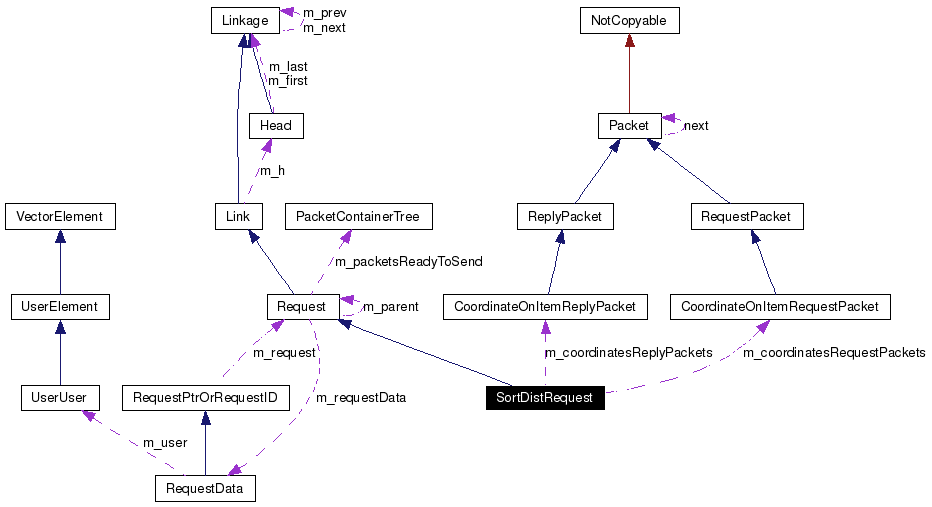 Linkage
m_prev
m_next
NotCopyable
m_last
m_first
Head
Packet
next
m_h
VectorElement
Link
PacketContainerTree
ReplyPacket
RequestPacket
m_packetsReadyToSend
UserElement
Request
m_parent
CoordinateOnItemReplyPacket
CoordinateOnItemRequestPacket
m_request
m_coordinatesReplyPackets
m_coordinatesRequestPackets
UserUser
RequestPtrOrRequestID
m_requestData
SortDistRequest
m_user
RequestData